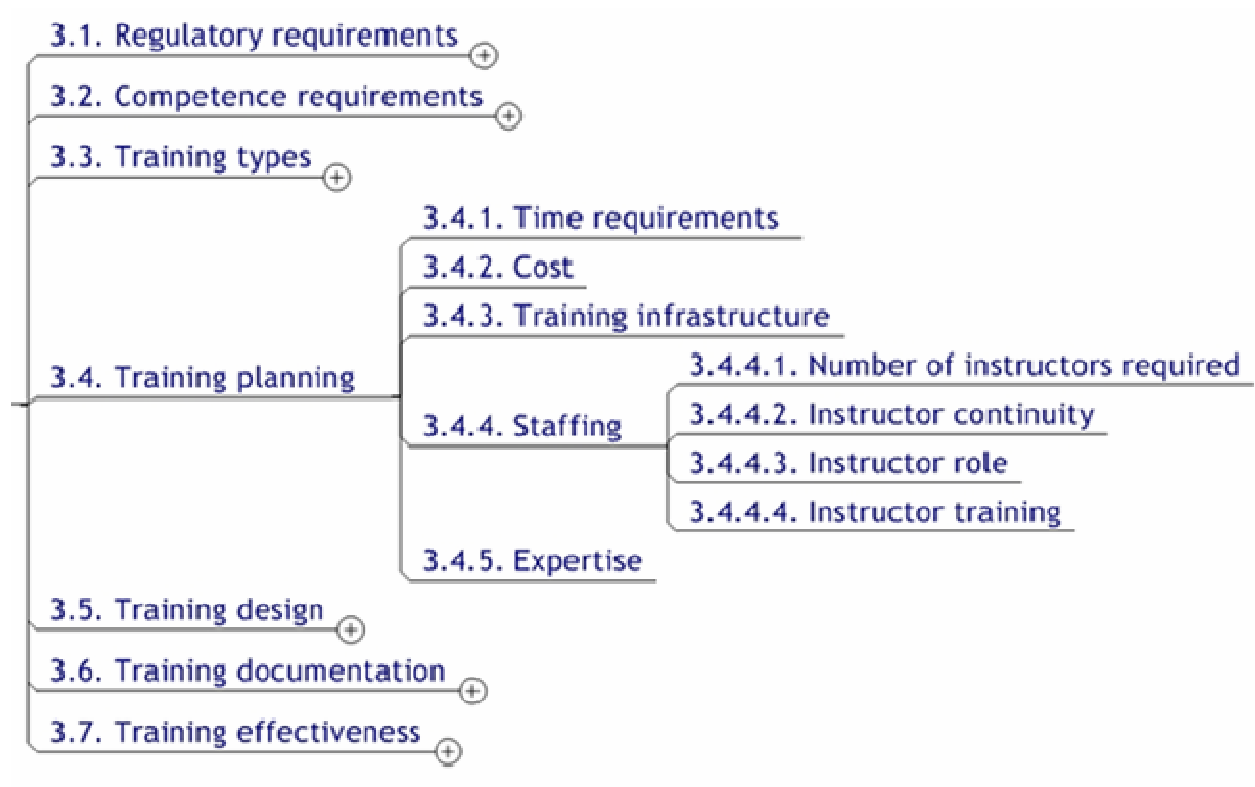 3.1. Regulatory requirements
3.2. Competence requirements
3.3. Training types
3.4. Training planning
3.4.1. Time requirements
3.4.2. Cost
3.4.3. Training infrastructure
3.4.4. Staffing
3.4.4.1. Number of instructors required
3.4.4.2. Instructor continuity
3.4.4.3. Instructor role
3.4.4.4. Instructor training
3.4.5. Expertise
3.5. Training design
3.6. Training documentation
3.7. Training effectiveness